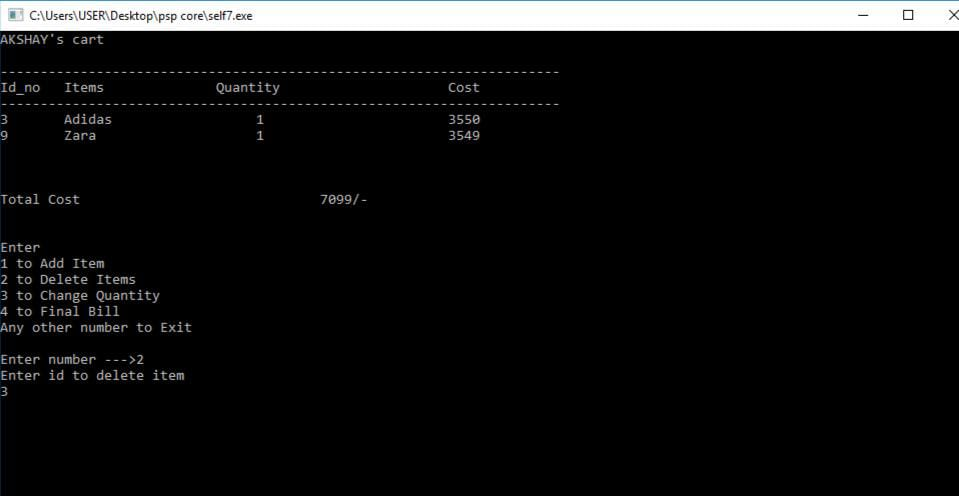 C:\Users\USER\Desktop\psp core\self7.exe
AKSHAY's cart
----------------------------------------------------------------------
Id_no   Items              Quantity                     Cost
----------------------------------------------------------------------
3       Adidas                  1                       3550
9       Zara                    1                       3549
Total Cost                              7099/-
Enter
1 to Add Item
2 to Delete Items
3 to Change Quantity
4 to Final Bill
Any other number to Exit
Enter number --->2
Enter id to delete item
3